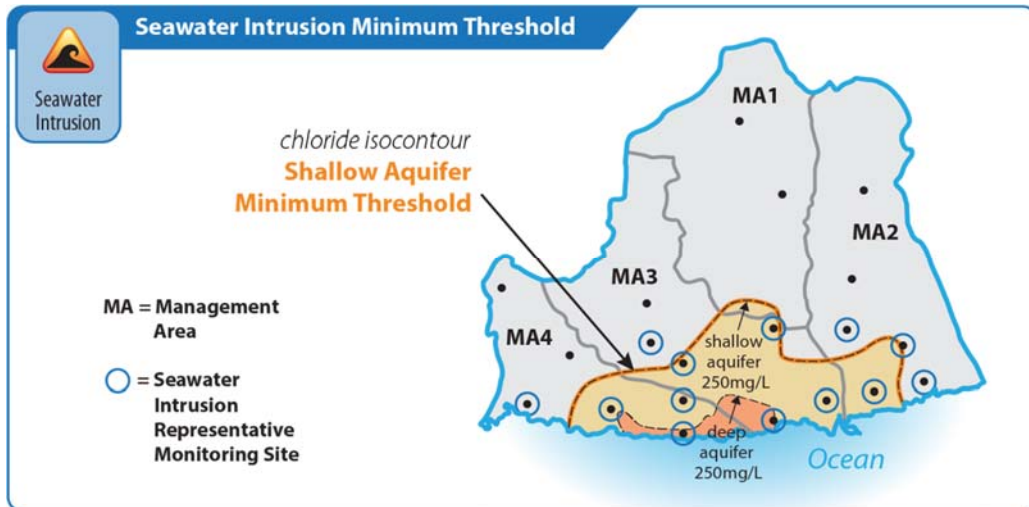 Seawater Intrusion Minimum Threshold
Seawater
Intrusion
chloride isocontour
Shallow Aquifer
Minimum Threshold
MA1
MA2
MA3
MA4
MA = Management
Area
= Seawater
Intrusion
Representative
Monitoring Site
shallow
aquifer
250mg/L
deep
aquifer
250mg/L
Ocean